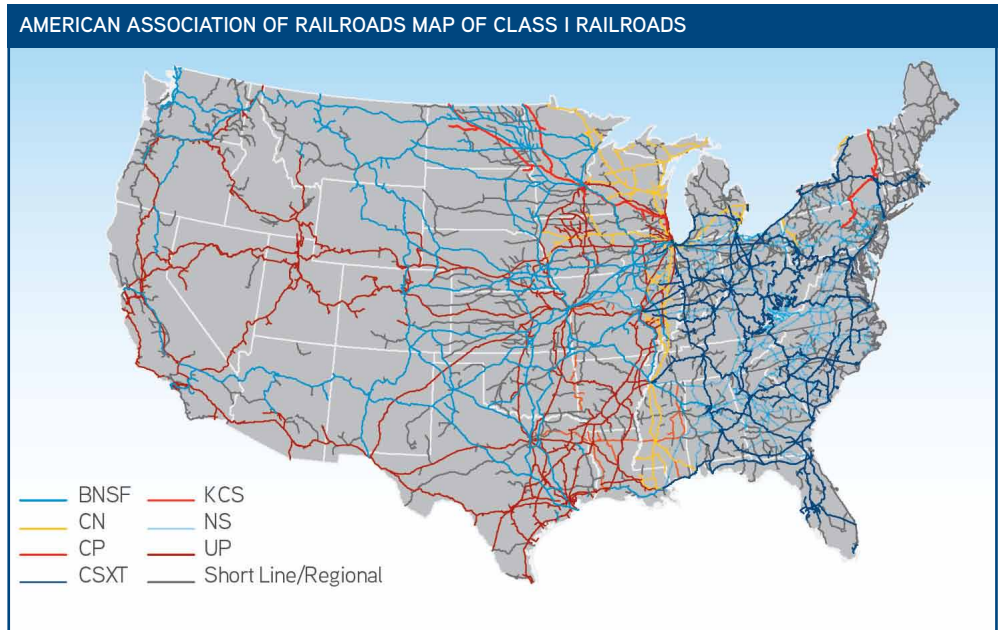 AMERICAN ASSOCIATION OF RAILROADS MAP OF CLASS I RAILROADS
BNSF
CN
CP
CSXT
KCS
NS
UP
Short Line/Regional